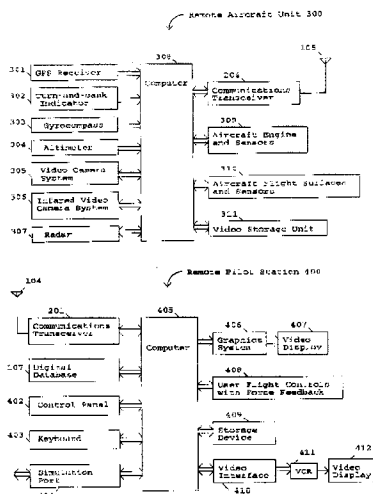 Remote Aircraft Unit 300
308
105
301
GPS Receiver
Computer
204
Communications
Transceiver
302
Turn-and-bank
Indicator
303
Gyrocompass
309
Aircraft Engine
and Sensors
304
Altimeter
305
Video Camera
System
310
Aircraft Flight Surfaces
and Sensors
306
Infared Video
Camera System
311
Video Storage Unit
307
Radar
Remote Pilot Station 400
104
201
Communications
Transceiver
405
Computer
406
Graphics
System
407
Video
Display
107
Digital
Database
408
User Flight Controls
with Force Feedback
402
Control Panel
409
Storage
Device
403
Keyboard
Simulation
Port
Video
Interface
410
411
VCR
412
Video
Display